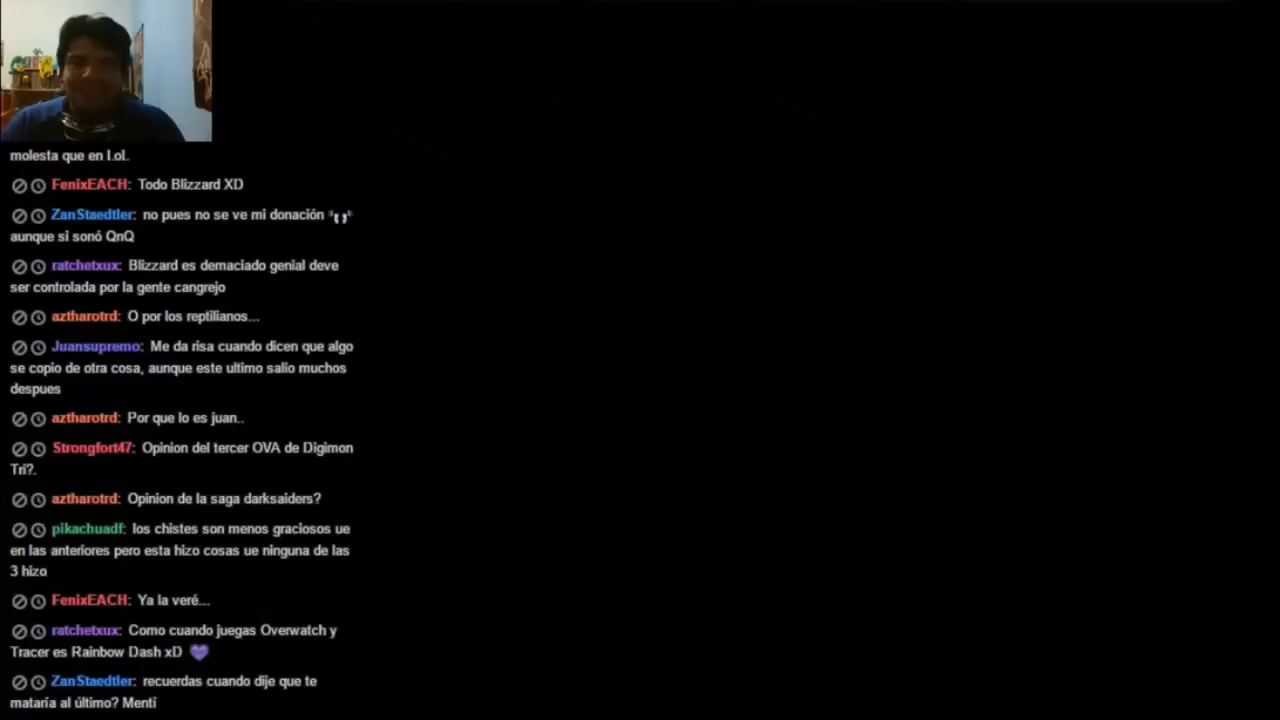 molesta que en l.ol.
FenixEACH: Todo Blizzard XD
ZanStaedtler: no pues no se ve mi donación
aunque si sonó QnQ
ratchetxux: Blizzard es demaciado genial deve
ser controlada por la gente cangrejo
aztharotrd: O por los reptilianos...
Juansupremo: Me da risa cuando dicen que algo
se copio de otra cosa, aunque este ultimo salio muchos
despues
aztharotrd: Por que lo es juan..
Strongfort47: Opinion del tercer OVA de Digimon
Tri?.
aztharotrd: Opinion de la saga darksaiders?
pikachuadf: los chistes son menos graciosos ue
en las anteriores pero esta hizo cosas ue ninguna de las
3 hizo
FenixEACH: Ya la veré...
ratchetxux: Como cuando juegas Overwatch y
Tracer es Rainbow Dash xD 💜
ZanStaedtler: recuerdas cuando dije que te
mataría al último? Mentí